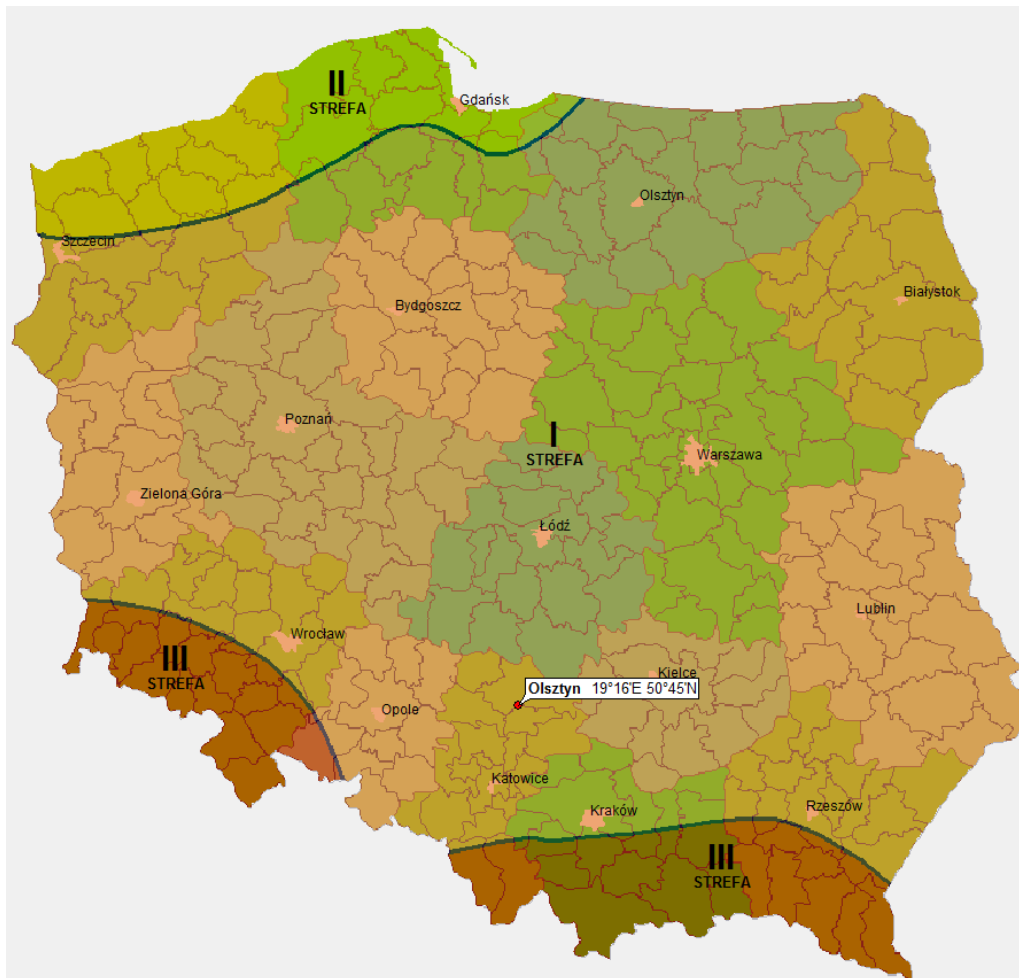 II
STREFA
Gdańsk
Olsztyn
Szczecin
Białystok
Bydgoszcz
Poznań
I
STREFA
Warszawa
Zielona Góra
Łódź
Lublin
Wrocław
III
STREFA
Kielce
Olsztyn 19°16'E 50°45'N
Opole
Katowice
Rzeszów
Kraków
III
STREFA